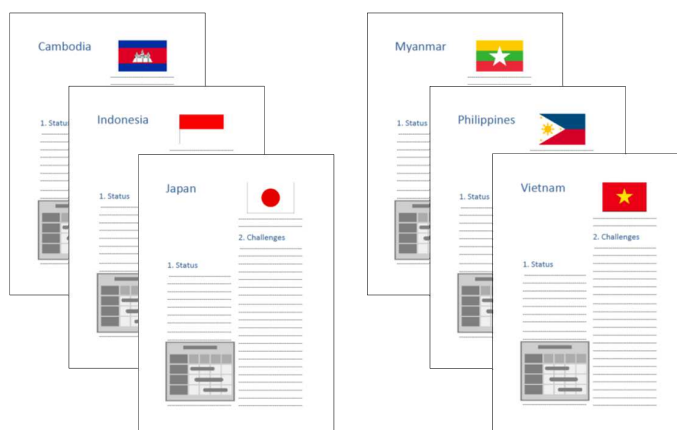 Cambodia
1. Statu
Indonesia
1. Status
Japan
2. Challenges
1. Status
Myanmar
1. Status
Philippines
1. Status
Vietnam
2. Challenges
1. Status